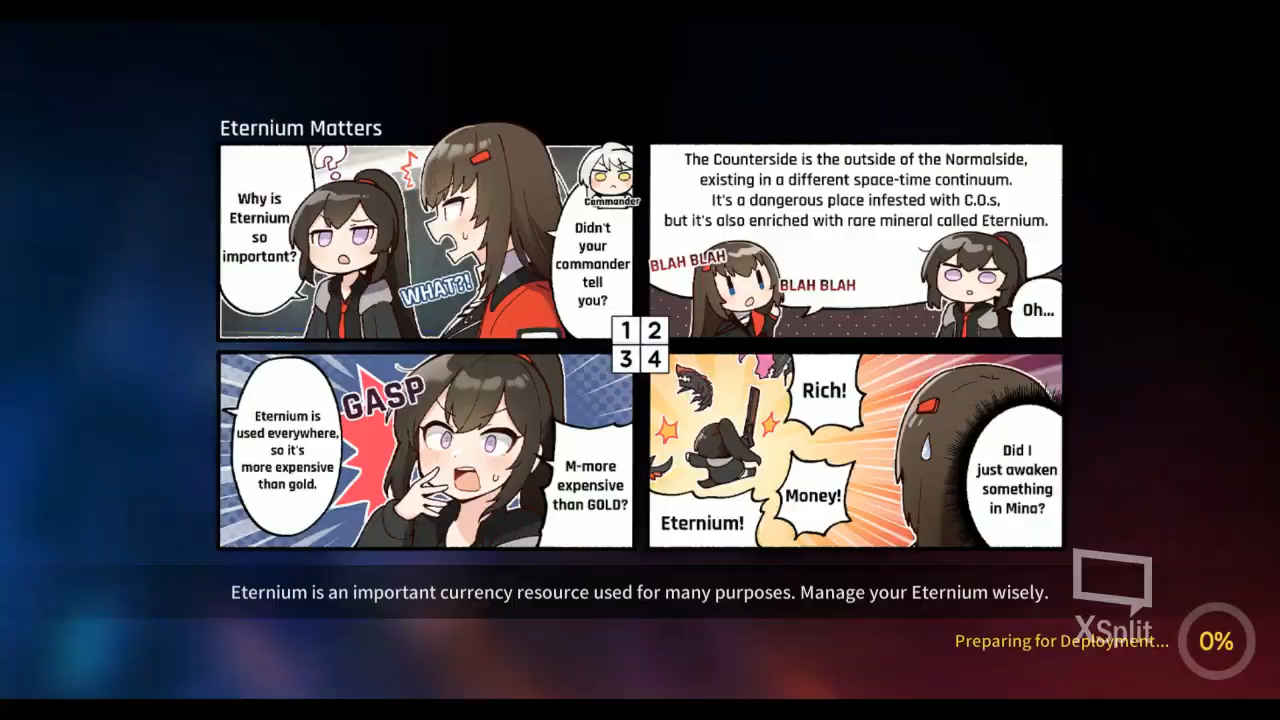 Eternium Matters
Why is
Eternium
so
important?
WHAT?!
Commander
Didn't
your
commander
tell
you?
The Counterside is the outside of the Normalside,
existing in a different space-time continuum.
It's a dangerous place infested with C.O.s,
but it's also enriched with rare mineral called Eternium.
BLAH BLAH
BLAH BLAH
Oh...
1 2
3 4
Eternium is
used everywhere,
so it's
more expensive
than gold.
GASP
M-more
expensive
than GOLD?
Rich!
Money!
Eternium!
Did I
just awaken
something
in Mina?
Eternium is an important currency resource used for many purposes. Manage your Eternium wisely.
XSplit
Preparing for Deployment...
0%